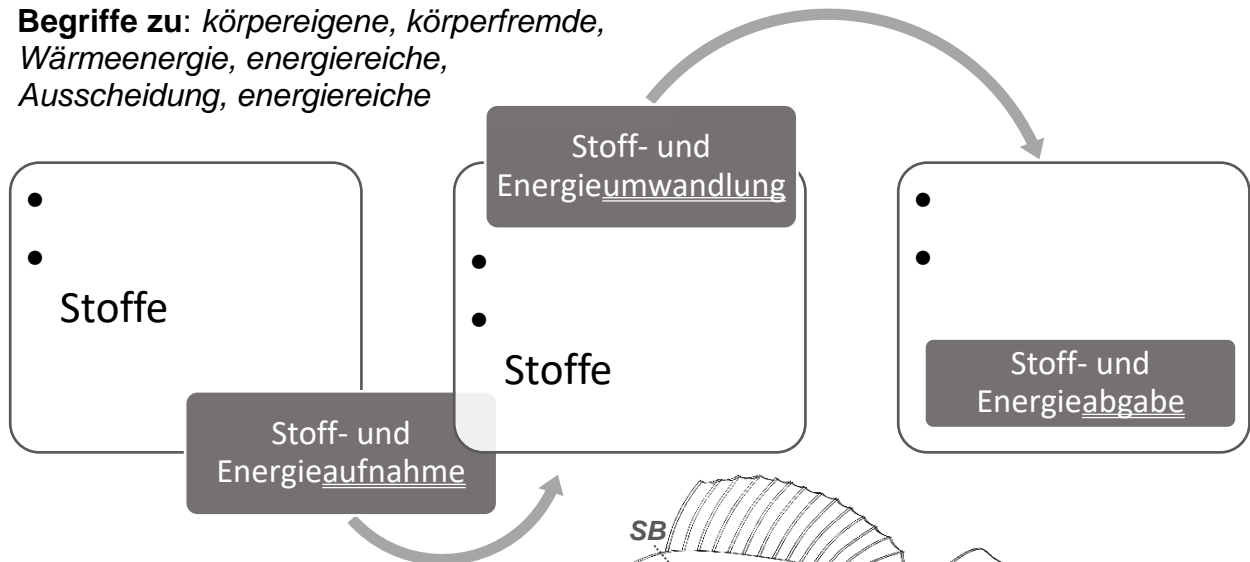 Begriffe zu: körpereigene, körperfremde,
Wärmeenergie, energiereiche,
Ausscheidung, energiereiche
•
•
Stoffe
Stoff- und
Energieaufnahme
Stoff- und
Energieumwandlung
•
•
Stoffe
•
•
Stoff- und
Energieabgabe
SB